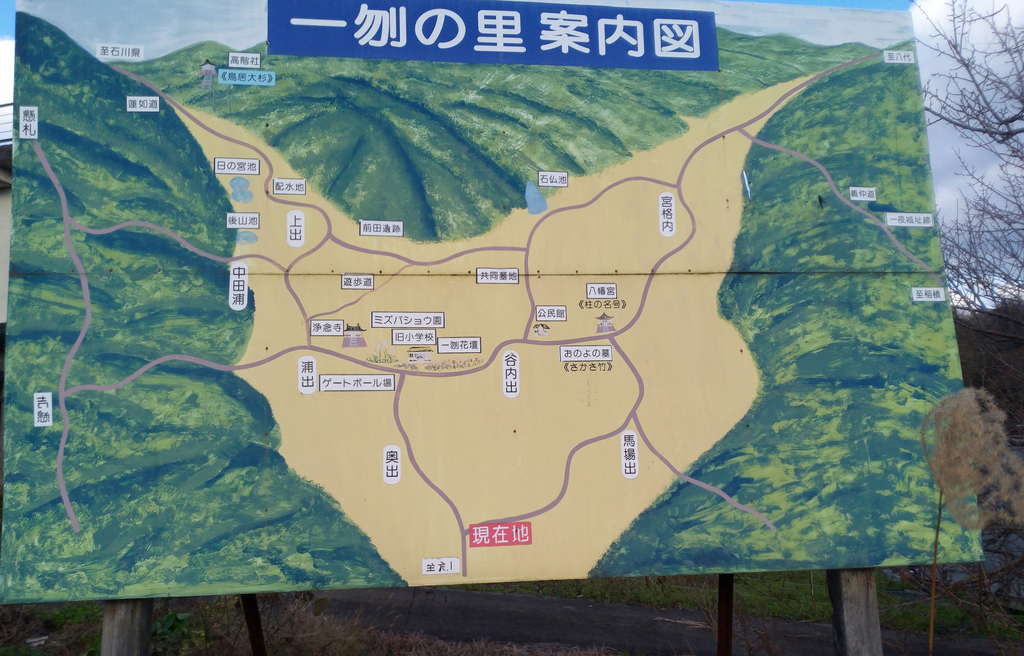 一刎の里 案内図
至石川県
高階社
《鳥居大杉》
至八代
蓮如道
懸札
日の宮池
配水地
石仏池
義仲道
後山池
上出
前田遺跡
宮格内
一夜城址跡
中田浦
遊歩道
共同墓地
八幡宮
《柱の名号》
至稲積
浄念寺
ミズバショウ園
公民館
旧小学校
一刎花壇
おのよの墓
《さかさ竹》
浦出
ゲートボール場
谷内出
吉懸
奥出
馬場出
現在地